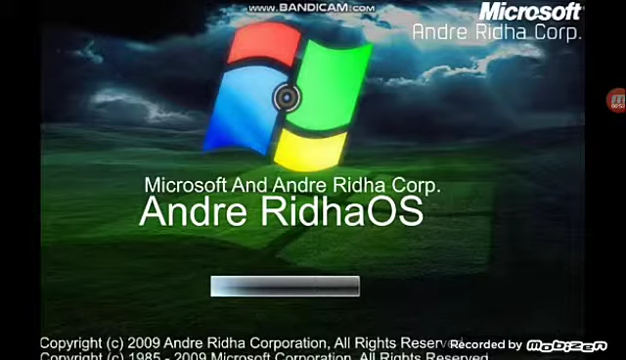 www.BANDICAM.com
Microsoft
Andre Ridha Corp.
Microsoft And Andre Ridha Corp.
Andre RidhaOS
Copyright (c) 2009 Andre Ridha Corporation, All Rights
Recorded by MOBIZEN
Copyright (c) 1985 - 2009 Microsoft Corporation, All Rights Reserved